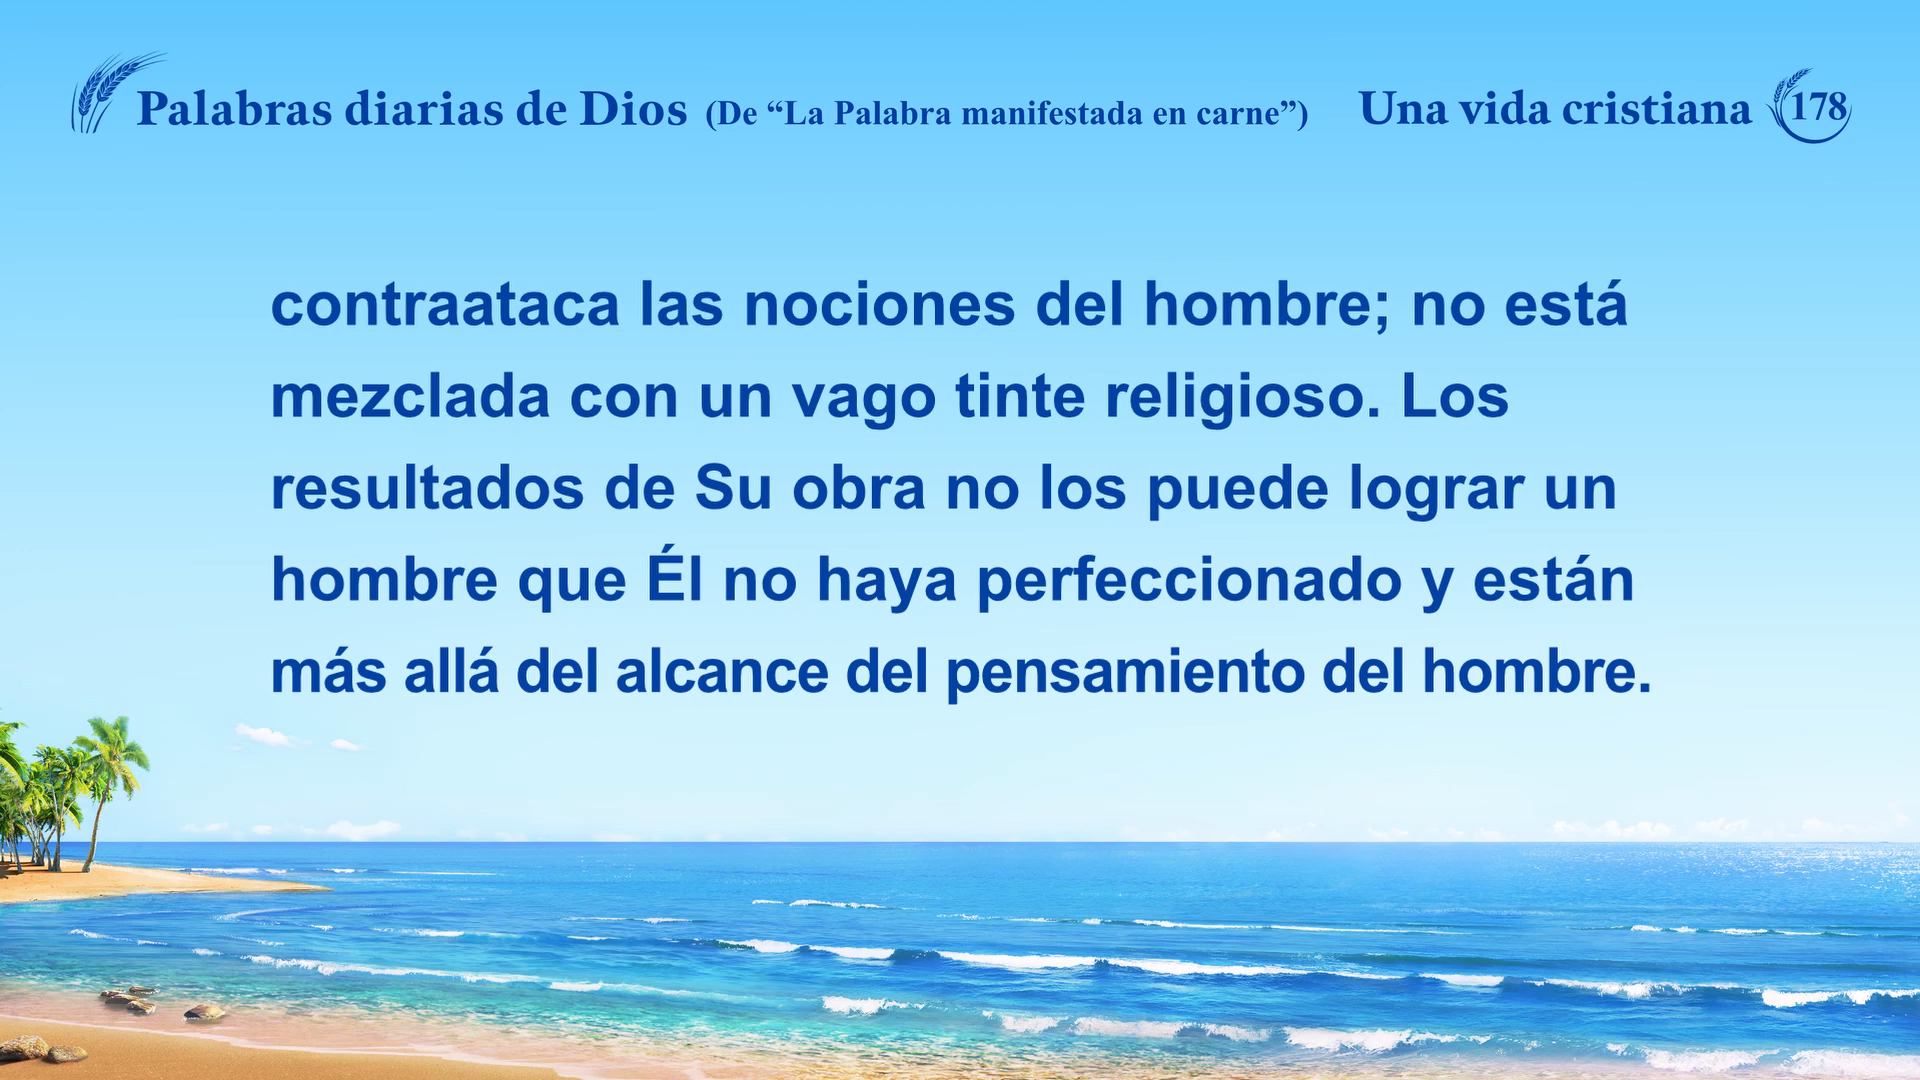 Palabras diarias de Dios (De “La Palabra manifestada en carne”) Una vida cristiana 178
contraataca las nociones del hombre; no está
mezclada con un vago tinte religioso. Los
resultados de Su obra no los puede lograr un
hombre que Él no haya perfeccionado y están
más allá del alcance del pensamiento del hombre.